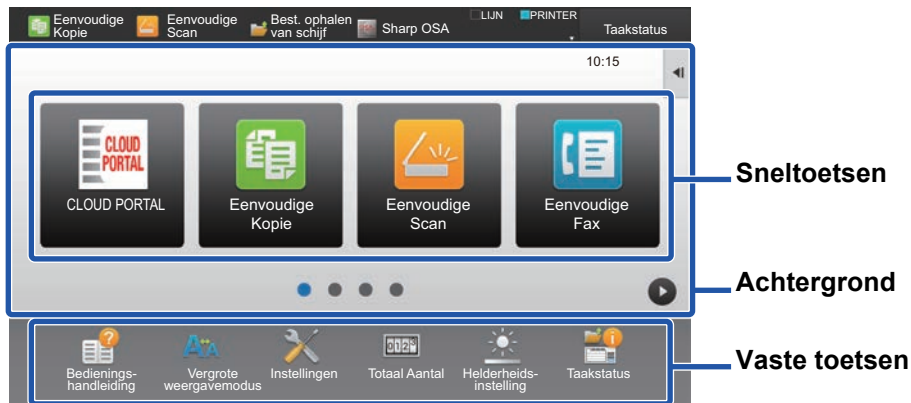 Eenvoudige Kopie
Eenvoudige Scan
Best. ophalen van schijf
Sharp OSA
LIJN
PRINTER
Taakstatus
10:15
CLOUD PORTAL
CLOUD PORTAL
Eenvoudige
Kopie
Eenvoudige
Scan
Eenvoudige
Fax
Sneltoetsen
Achtergrond
Bedienings-
handleiding
Vergrote
weergavemodus
Instellingen
012
Totaal Aantal
Helderheids-
instelling
Taakstatus
Vaste toetsen